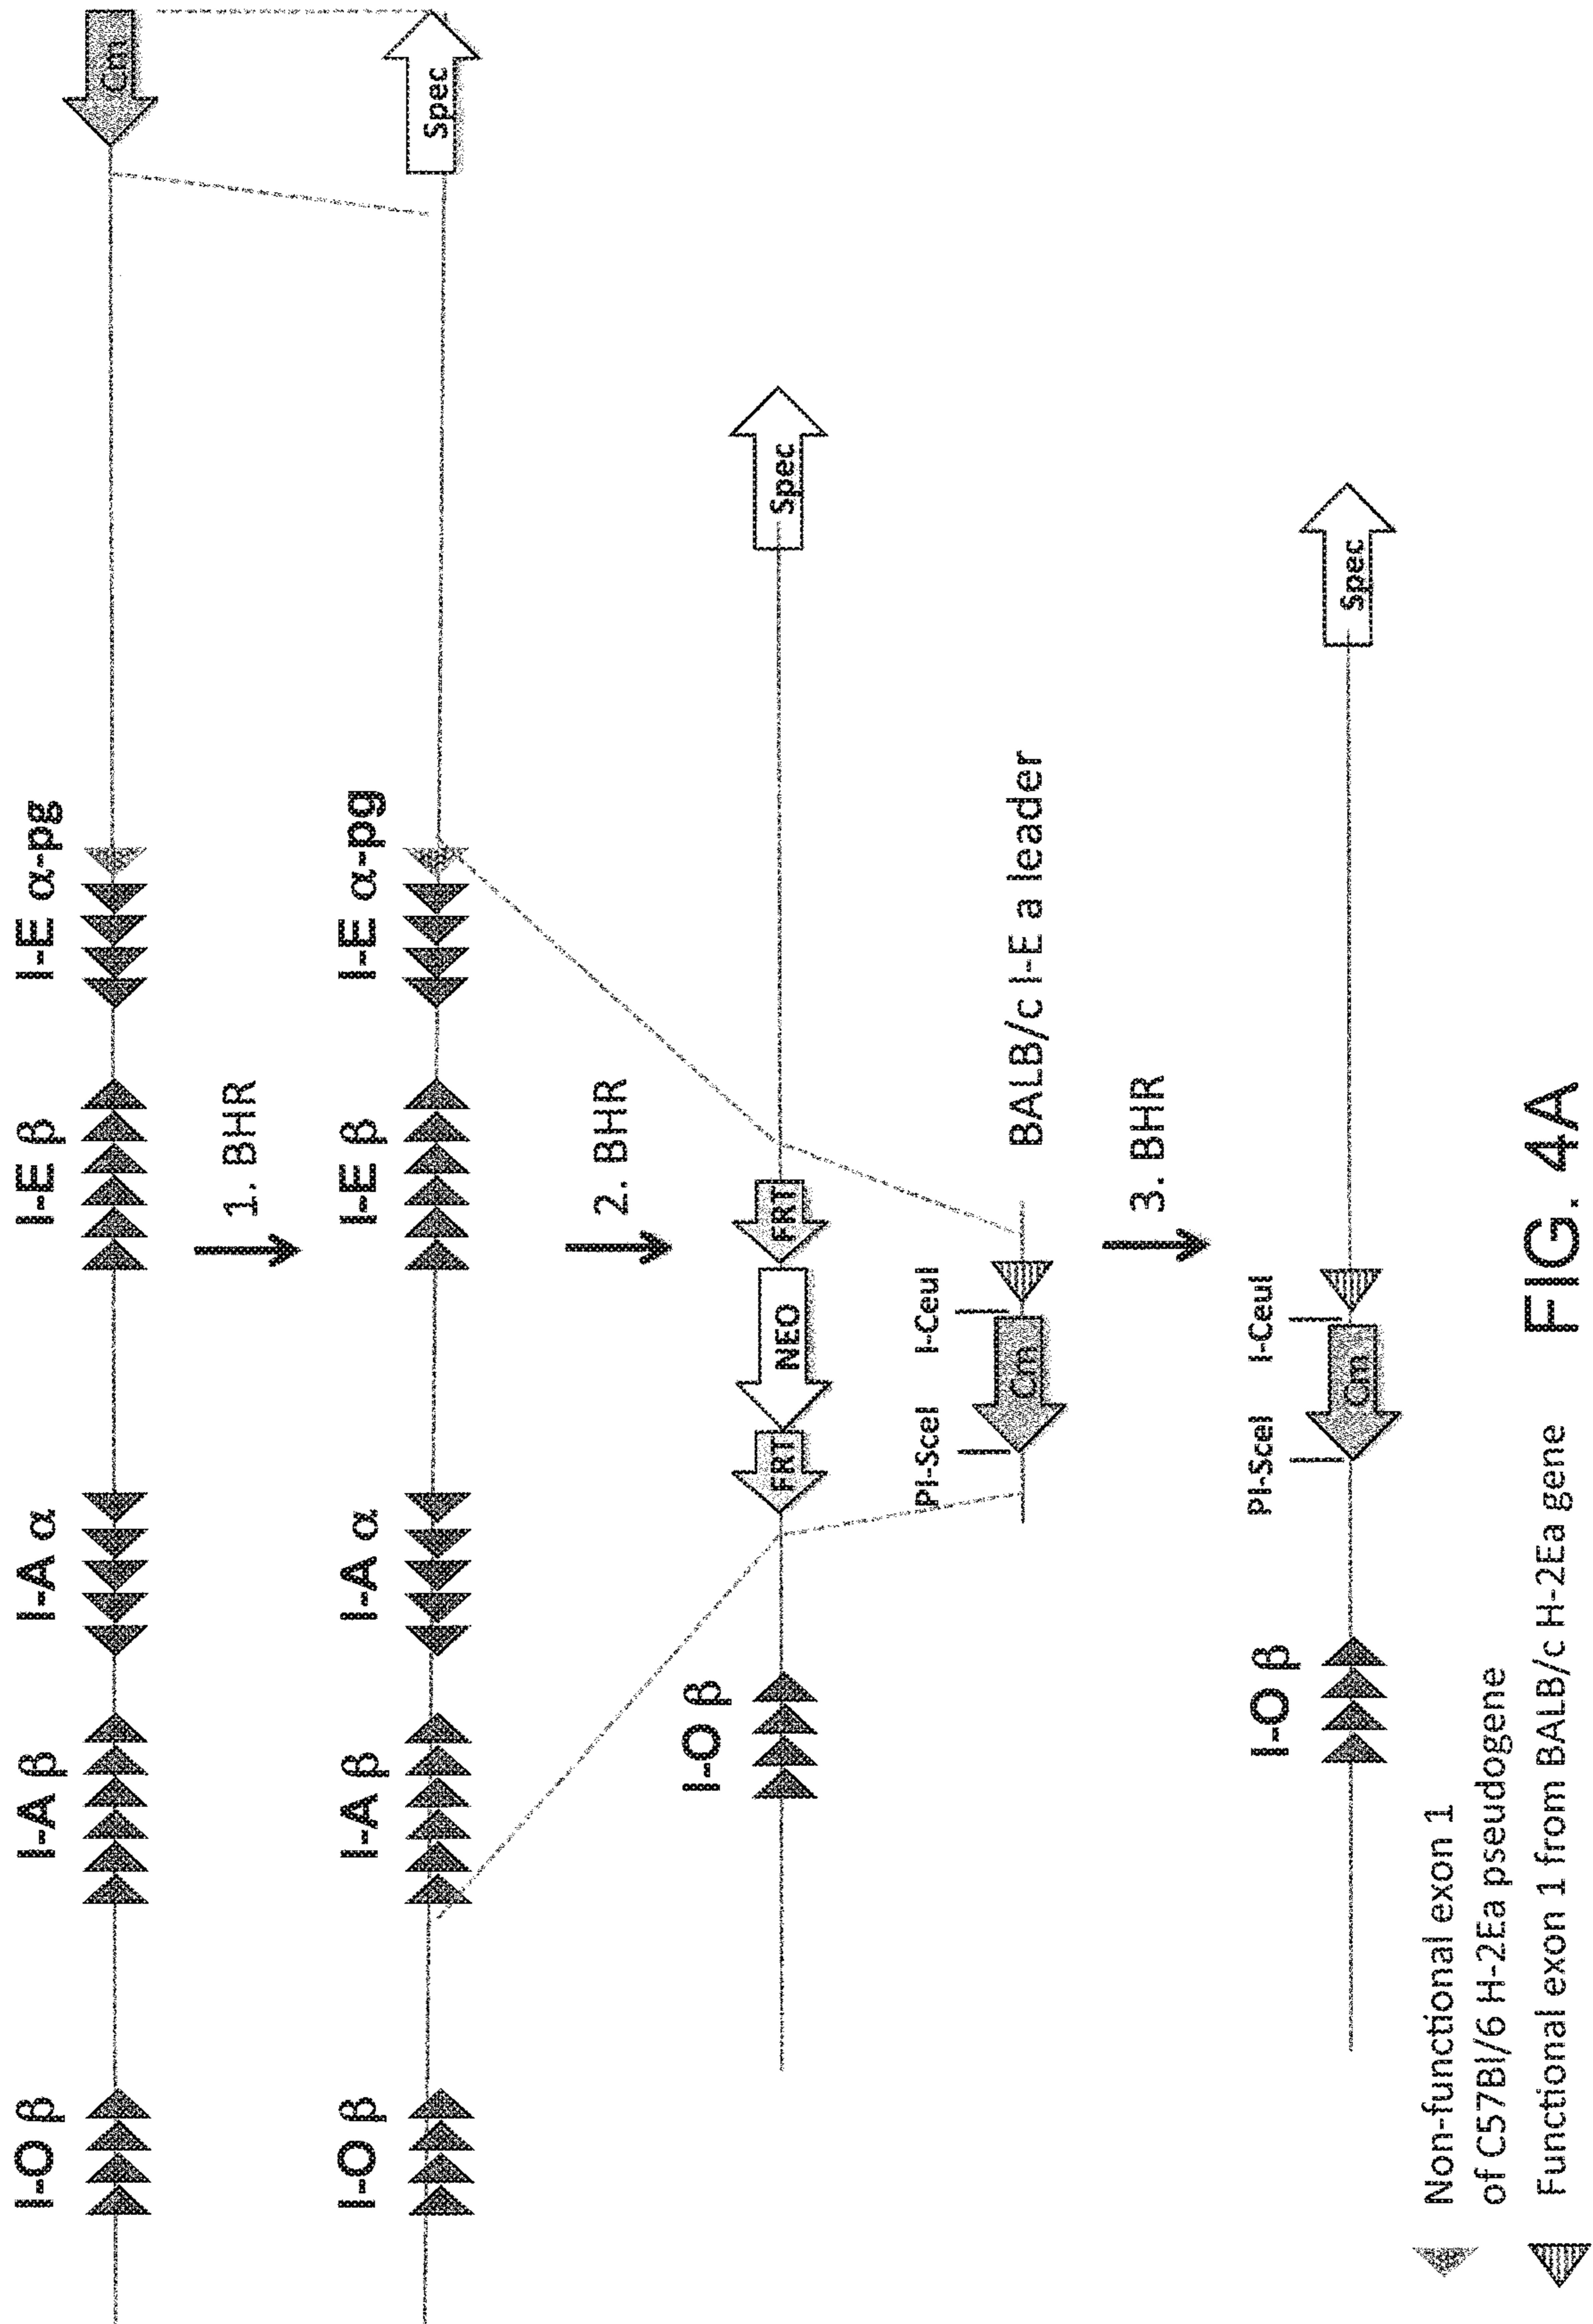 I-O β I-A β I-A α I-E β I-E α-pg
Cm
1. BHR
I-O β I-A β I-A α I-E β I-E α-pg
Spec
2. BHR
I-O β
FRT NEO FRT Spec
PI-SceI I-CeuI
Cm
BALB/c I-E a leader
3. BHR
I-O β
PI-SceI I-CeuI
Cm Spec
Non-functional exon 1
of C57Bl/6 H-2Ea pseudogene
Functional exon 1 from BALB/c H-2Ea gene
FIG. 4A